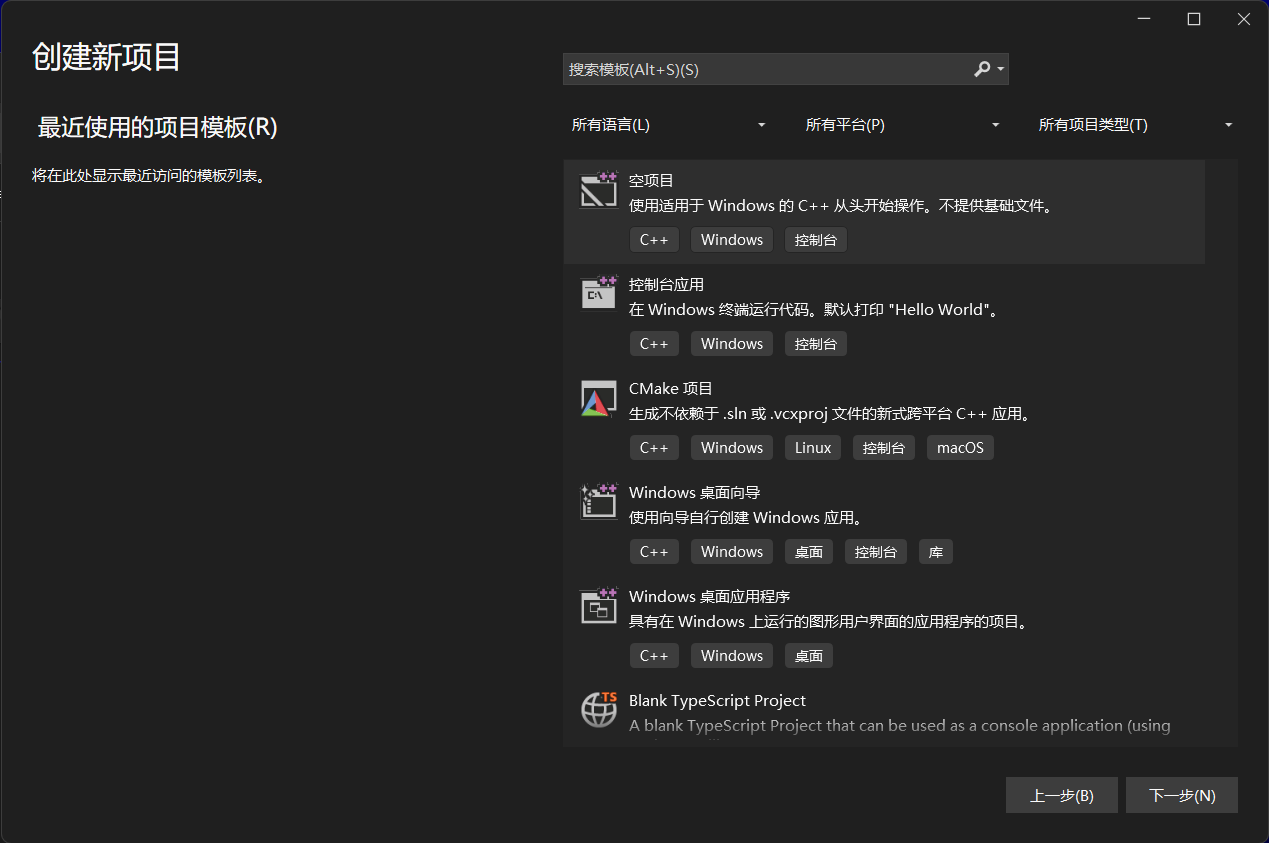 创建新项目
最近使用的项目模板(R)
将在此处显示最近访问的模板列表。
搜索模板(Alt+S)(S)
所有语言(L) 所有平台(P) 所有项目类型(T)
空项目
使用适用于 Windows 的 C++ 从头开始操作。不提供基础文件。
C++ Windows 控制台
控制台应用
在 Windows 终端运行代码。默认打印 "Hello World"。
C++ Windows 控制台
CMake 项目
生成不依赖于 .sln 或 .vcxproj 文件的新式跨平台 C++ 应用。
C++ Windows Linux 控制台 macOS
Windows 桌面向导
使用向导自行创建 Windows 应用。
C++ Windows 桌面 控制台 库
Windows 桌面应用程序
具有在 Windows 上运行的图形用户界面的应用程序的项目。
C++ Windows 桌面
TS
Blank TypeScript Project
A blank TypeScript Project that can be used as a console application (using
上一步(B) 下一步(N)